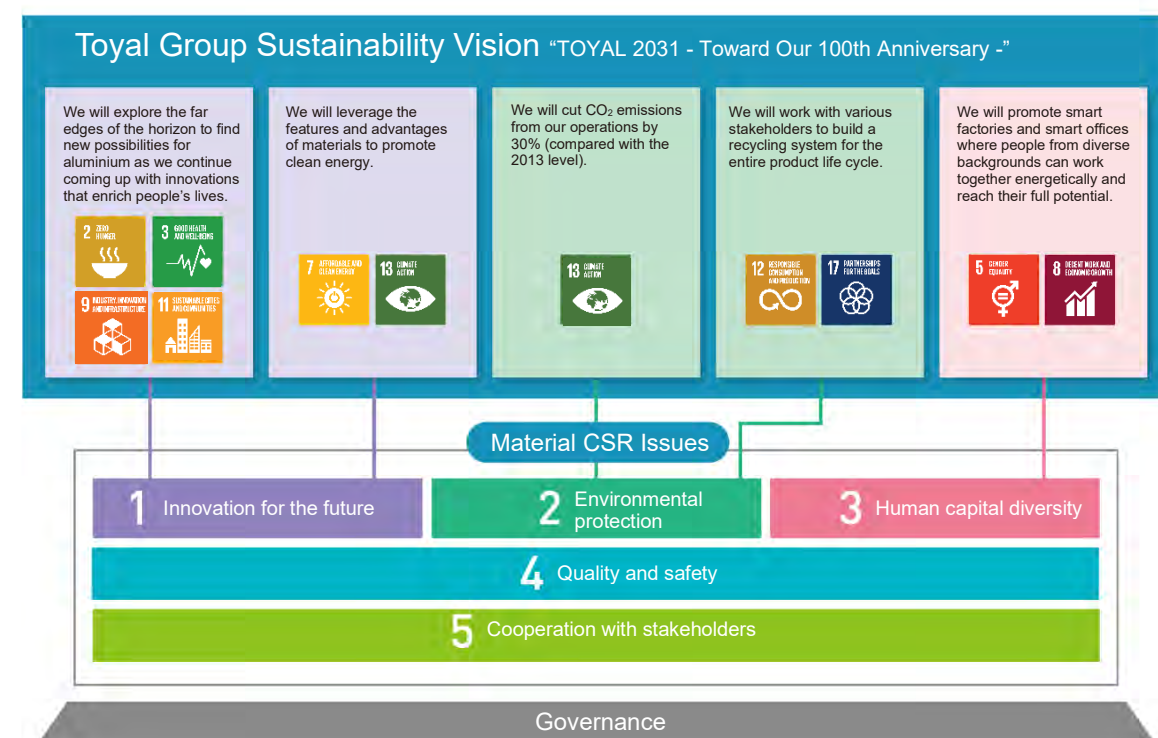 Toyal Group Sustainability Vision “TOYAL 2031 - Toward Our 100th Anniversary -”
We will explore the far
edges of the horizon to find
new possibilities for
aluminium as we continue
coming up with innovations
that enrich people’s lives.
2 ZERO
HUNGER
3 GOOD HEALTH
AND WELL-BEING
9 INDUSTRY, INNOVATION
AND INFRASTRUCTURE
11 SUSTAINABLE CITIES
AND COMMUNITIES
We will leverage the
features and advantages
of materials to promote
clean energy.
7 AFFORDABLE AND
CLEAN ENERGY
13 CLIMATE
ACTION
We will cut CO₂ emissions
from our operations by
30% (compared with the
2013 level).
13 CLIMATE
ACTION
We will work with various
stakeholders to build a
recycling system for the
entire product life cycle.
12 RESPONSIBLE
CONSUMPTION
AND PRODUCTION
17 PARTNERSHIPS
FOR THE GOALS
We will promote smart
factories and smart offices
where people from diverse
backgrounds can work
together energetically and
reach their full potential.
5 GENDER
EQUALITY
8 DECENT WORK AND
ECONOMIC GROWTH
Material CSR Issues
1 Innovation for the future
2 Environmental
protection
3 Human capital diversity
4 Quality and safety
5 Cooperation with stakeholders
Governance